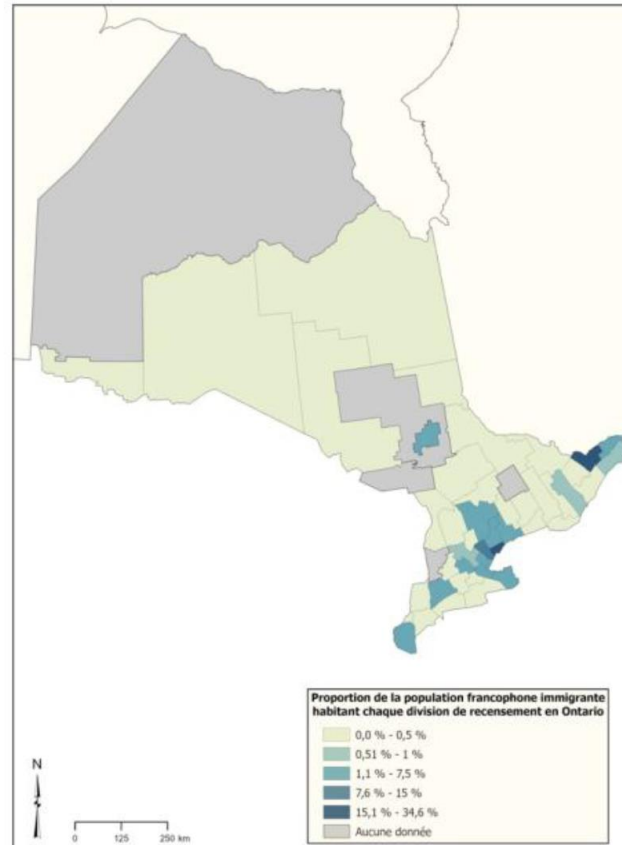 Proportion de la population francophone immigrante
habitant chaque division de recensement en Ontario
0,0 % - 0,5 %
0,51 % - 1 %
1,1 % - 7,5 %
7,6 % - 15 %
15,1 % - 34,6 %
Aucune donnée
N
0 125 250 km